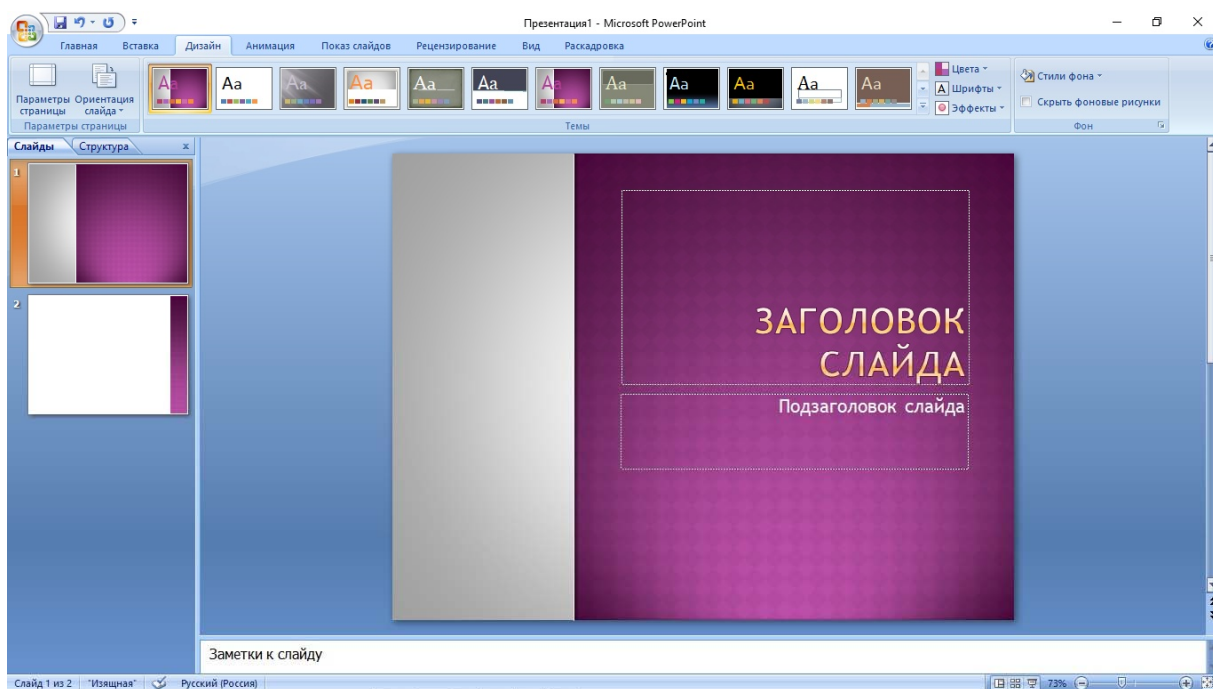 Презентация1 - Microsoft PowerPoint
Главная Вставка Дизайн Анимация Показ слайдов Рецензирование Вид Раскадровка
Параметры страницы
Ориентация слайда
Aa Aa Aa Aa Aa Aa Aa Aa Aa Aa Aa Aa
Цвета
Шрифты
Эффекты
Стили фона
Скрыть фоновые рисунки
Параметры страницы Темы Фон
Слайды Структура x
1
2
ЗАГОЛОВОК
СЛАЙДА
Подзаголовок слайда
Заметки к слайду
Слайд 1 из 2 "Изящная" Русский (Россия) 73%